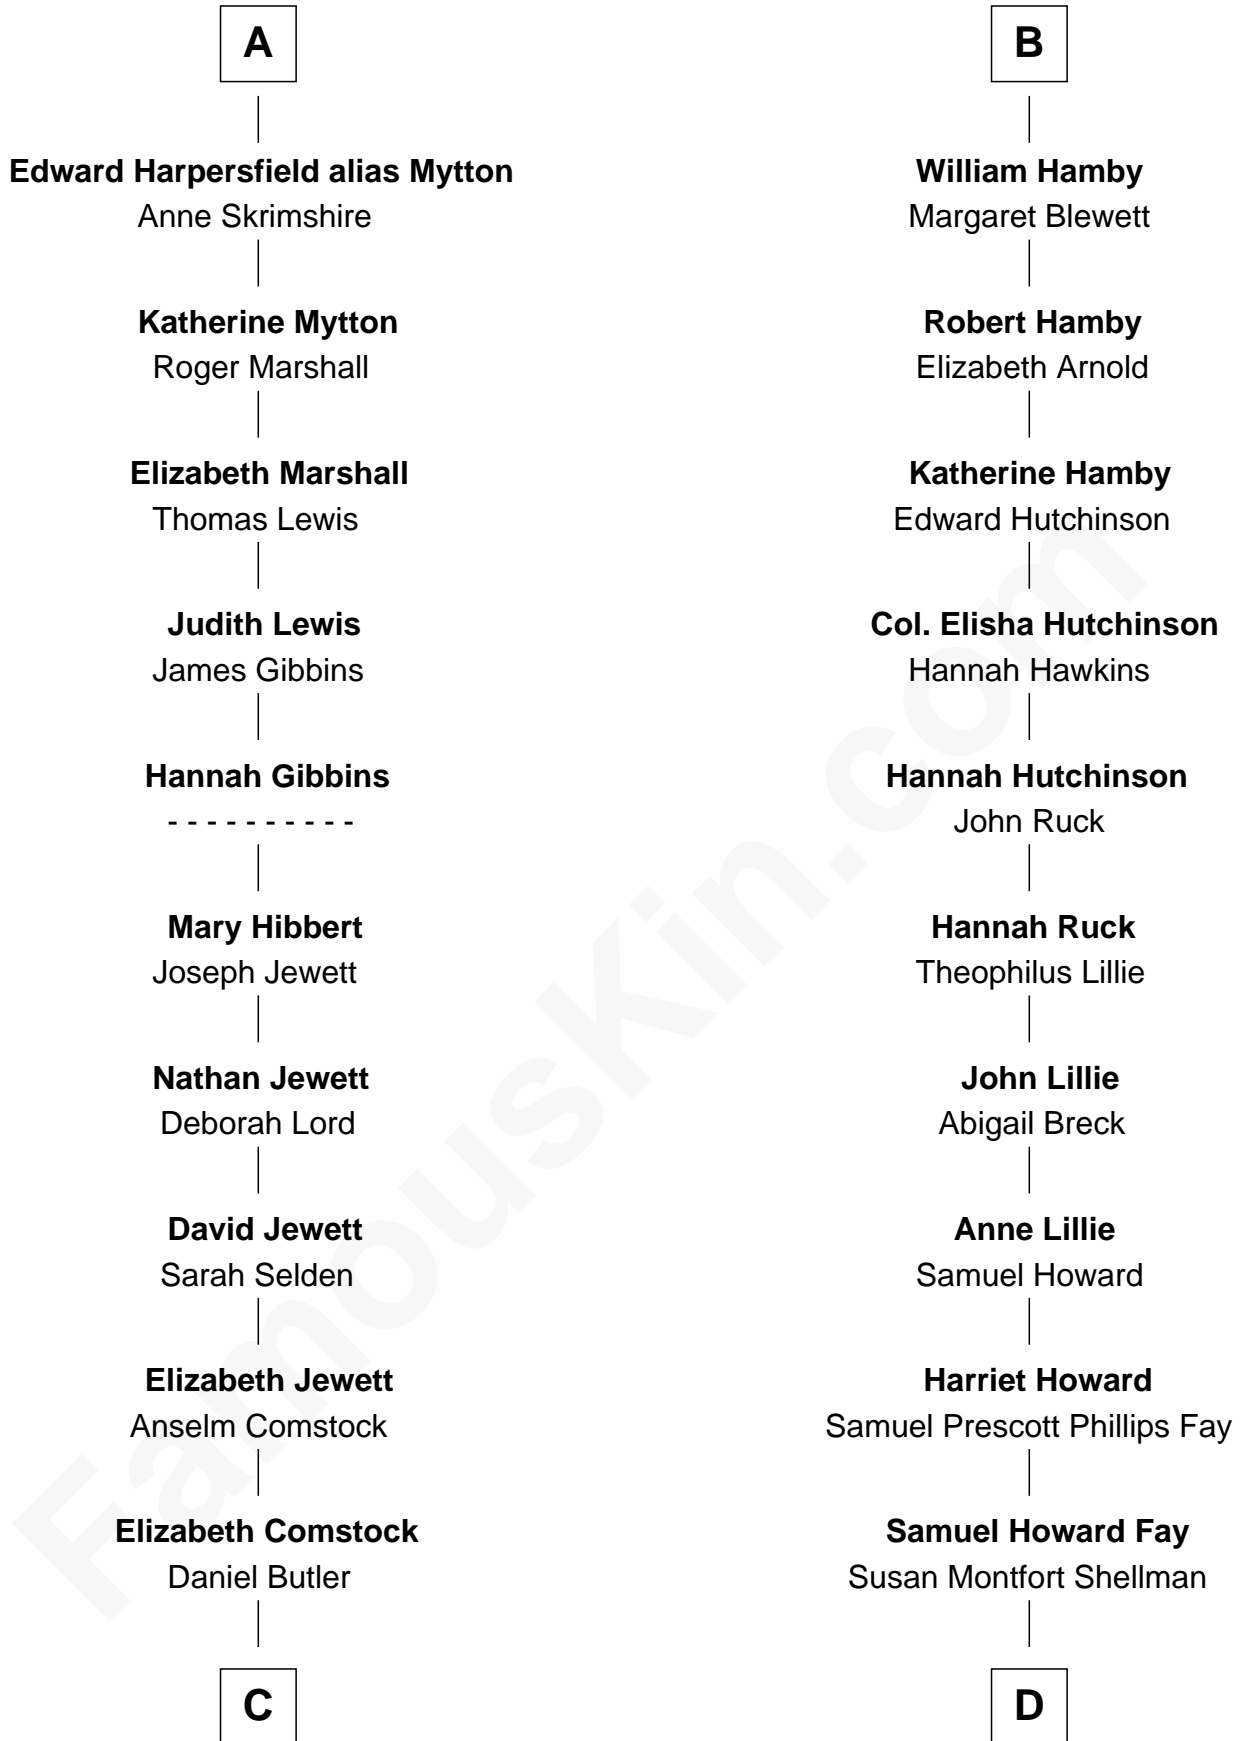 A
Edward Harpersfield alias Mytton
Anne Skrimshire
Katherine Mytton
Roger Marshall
Elizabeth Marshall
Thomas Lewis
Judith Lewis
James Gibbins
Hannah Gibbins
- - - - - - - - - -
Mary Hibbert
Joseph Jewett
Nathan Jewett
Deborah Lord
David Jewett
Sarah Selden
Elizabeth Jewett
Anselm Comstock
Elizabeth Comstock
Daniel Butler
C
B
William Hamby
Margaret Blewett
Robert Hamby
Elizabeth Arnold
Katherine Hamby
Edward Hutchinson
Col. Elisha Hutchinson
Hannah Hawkins
Hannah Hutchinson
John Ruck
Hannah Ruck
Theophilus Lillie
John Lillie
Abigail Breck
Anne Lillie
Samuel Howard
Harriet Howard
Samuel Prescott Phillips Fay
Samuel Howard Fay
Susan Montfort Shellman
D
FamousKin.com